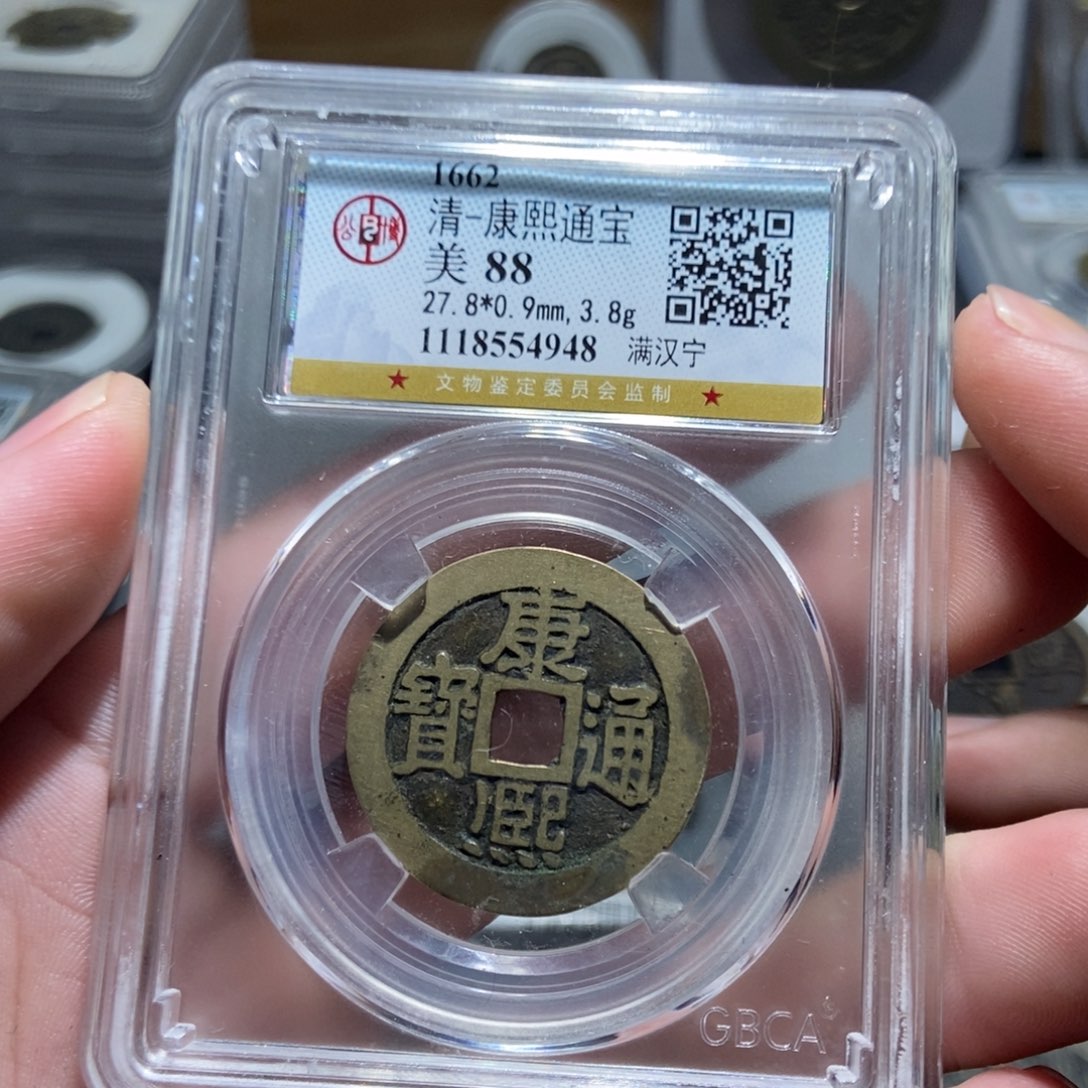 1662
清-康熙通宝
美 88
27.8*0.9mm, 3.8g
1118554948 满汉宁
★ 文物鉴定委员会监制 ★
康
寶 通
熙
GBCA